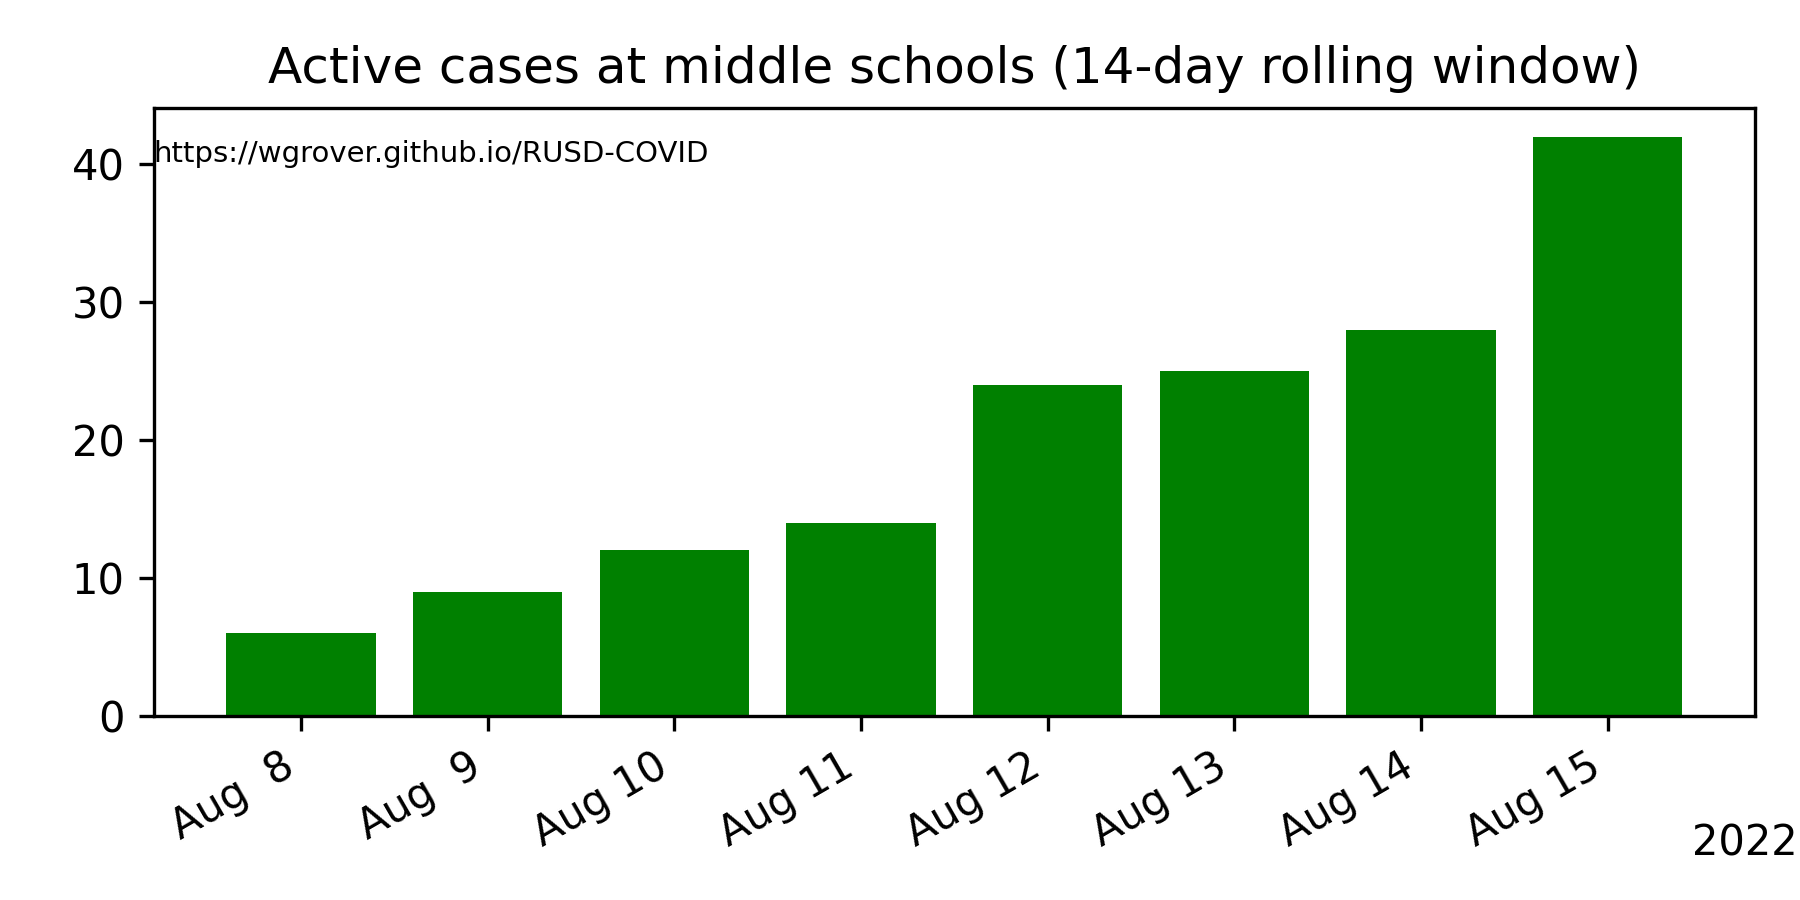 Active cases at middle schools (14-day rolling window)
https://wgrover.github.io/RUSD-COVID
40
30
20
10
0
Aug 8
Aug 9
Aug 10
Aug 11
Aug 12
Aug 13
Aug 14
Aug 15
2022